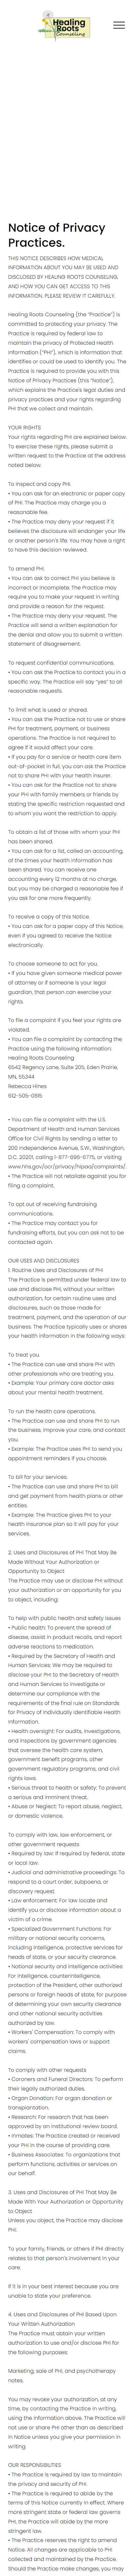 Healing
Roots
Counseling
Notice of Privacy
Practices.
THIS NOTICE DESCRIBES HOW MEDICAL
INFORMATION ABOUT YOU MAY BE USED AND
DISCLOSED BY HEALING ROOTS COUNSELING,
AND HOW YOU CAN GET ACCESS TO THIS
INFORMATION. PLEASE REVIEW IT CAREFULLY.
Healing Roots Counseling (the "Practice") is
committed to protecting your privacy. The
Practice is required by federal law to
maintain the privacy of Protected Health
Information ("PHI"), which is information that
identifies or could be used to identify you. The
Practice is required to provide you with this
Notice of Privacy Practices (this "Notice"),
which explains the Practice's legal duties and
privacy practices and your rights regarding
PHI that we collect and maintain.
YOUR RIGHTS
Your rights regarding PHI are explained below.
To exercise these rights, please submit a
written request to the Practice at the address
noted below.
To inspect and copy PHI.
• You can ask for an electronic or paper copy
of PHI. The Practice may charge you a
reasonable fee.
• The Practice may deny your request if it
believes the disclosure will endanger your life
or another person's life. You may have a right
to have this decision reviewed.
To amend PHI.
• You can ask to correct PHI you believe is
incorrect or incomplete. The Practice may
require you to make your request in writing
and provide a reason for the request.
• The Practice may deny your request. The
Practice will send a written explanation for
the denial and allow you to submit a written
statement of disagreement.
To request confidential communications.
• You can ask the Practice to contact you in a
specific way. The Practice will say "yes" to all
reasonable requests.
To limit what is used or shared.
• You can ask the Practice not to use or share
PHI for treatment, payment, or business
operations. The Practice is not required to
agree if it would affect your care.
• If you pay for a service or health care item
out-of-pocket in full, you can ask the Practice
not to share PHI with your health insurer.
• You can ask for the Practice not to share
your PHI with family members or friends by
stating the specific restriction requested and
to whom you want the restriction to apply.
To obtain a list of those with whom your PHI
has been shared.
• You can ask for a list, called an accounting,
of the times your health information has
been shared. You can receive one
accounting every 12 months at no charge,
but you may be charged a reasonable fee if
you ask for one more frequently.
To receive a copy of this Notice.
• You can ask for a paper copy of this Notice,
even if you agreed to receive the Notice
electronically.
To choose someone to act for you.
• If you have given someone medical power
of attorney or if someone is your legal
guardian, that person can exercise your
rights.
To file a complaint if you feel your rights are
violated.
• You can file a complaint by contacting the
Practice using the following information:
Healing Roots Counseling
6542 Regency Lane, Suite 205, Eden Prairie,
MN, 55344
Rebecca Hines
612-505-0815
• You can file a complaint with the U.S.
Department of Health and Human Services
Office for Civil Rights by sending a letter to
200 Independence Avenue, S.W., Washington,
D.C. 20201, calling 1-877-696-6775, or visiting
www.hhs.gov/ocr/privacy/hipaa/complaints/.
• The Practice will not retaliate against you for
filing a complaint.
To opt out of receiving fundraising
communications.
• The Practice may contact you for
fundraising efforts, but you can ask not to be
contacted again.
OUR USES AND DISCLOSURES
1. Routine Uses and Disclosures of PHI
The Practice is permitted under federal law to
use and disclose PHI, without your written
authorization, for certain routine uses and
disclosures, such as those made for
treatment, payment, and the operation of our
business. The Practice typically uses or shares
your health information in the following ways:
To treat you.
• The Practice can use and share PHI with
other professionals who are treating you.
• Example: Your primary care doctor asks
about your mental health treatment.
To run the health care operations.
• The Practice can use and share PHI to run
the business, improve your care, and contact
you.
• Example: The Practice uses PHI to send you
appointment reminders if you choose.
To bill for your services.
• The Practice can use and share PHI to bill
and get payment from health plans or other
entities.
• Example: The Practice gives PHI to your
health insurance plan so it will pay for your
services.
2. Uses and Disclosures of PHI That May Be
Made Without Your Authorization or
Opportunity to Object
The Practice may use or disclose PHI without
your authorization or an opportunity for you
to object, including:
To help with public health and safety issues
• Public health: To prevent the spread of
disease, assist in product recalls, and report
adverse reactions to medication.
• Required by the Secretary of Health and
Human Services: We may be required to
disclose your PHI to the Secretary of Health
and Human Services to investigate or
determine our compliance with the
requirements of the final rule on Standards
for Privacy of Individually Identifiable Health
Information.
• Health oversight: For audits, investigations,
and inspections by government agencies
that oversee the health care system,
government benefit programs, other
government regulatory programs, and civil
rights laws.
• Serious threat to health or safety: To prevent
a serious and imminent threat.
• Abuse or Neglect: To report abuse, neglect,
or domestic violence.
To comply with law, law enforcement, or
other government requests
• Required by law: If required by federal, state
or local law.
• Judicial and administrative proceedings: To
respond to a court order, subpoena, or
discovery request.
• Law enforcement: For law locate and
identify you or disclose information about a
victim of a crime.
• Specialized Government Functions: For
military or national security concerns,
including intelligence, protective services for
heads of state, or your security clearance.
• National security and intelligence activities:
For intelligence, counterintelligence,
protection of the President, other authorized
persons or foreign heads of state, for purpose
of determining your own security clearance
and other national security activities
authorized by law.
• Workers' Compensation: To comply with
workers' compensation laws or support
claims.
To comply with other requests
• Coroners and Funeral Directors: To perform
their legally authorized duties.
• Organ Donation: For organ donation or
transplantation.
• Research: For research that has been
approved by an institutional review board.
• Inmates: The Practice created or received
your PHI in the course of providing care.
• Business Associates: To organizations that
perform functions, activities or services on
our behalf.
3. Uses and Disclosures of PHI That May Be
Made With Your Authorization or Opportunity
to Object
Unless you object, the Practice may disclose
PHI:
To your family, friends, or others if PHI directly
relates to that person's involvement in your
care.
If it is in your best interest because you are
unable to state your preference.
4. Uses and Disclosures of PHI Based Upon
Your Written Authorization
The Practice must obtain your written
authorization to use and/or disclose PHI for
the following purposes:
Marketing, sale of PHI, and psychotherapy
notes.
You may revoke your authorization, at any
time, by contacting the Practice in writing,
using the information above. The Practice will
not use or share PHI other than as described
in Notice unless you give your permission in
writing.
OUR RESPONSIBILITIES
• The Practice is required by law to maintain
the privacy and security of PHI.
• The Practice is required to abide by the
terms of this Notice currently in effect. Where
more stringent state or federal law governs
PHI, the Practice will abide by the more
stringent law.
• The Practice reserves the right to amend
Notice. All changes are applicable to PHI
collected and maintained by the Practice.
Should the Practice make changes, you may